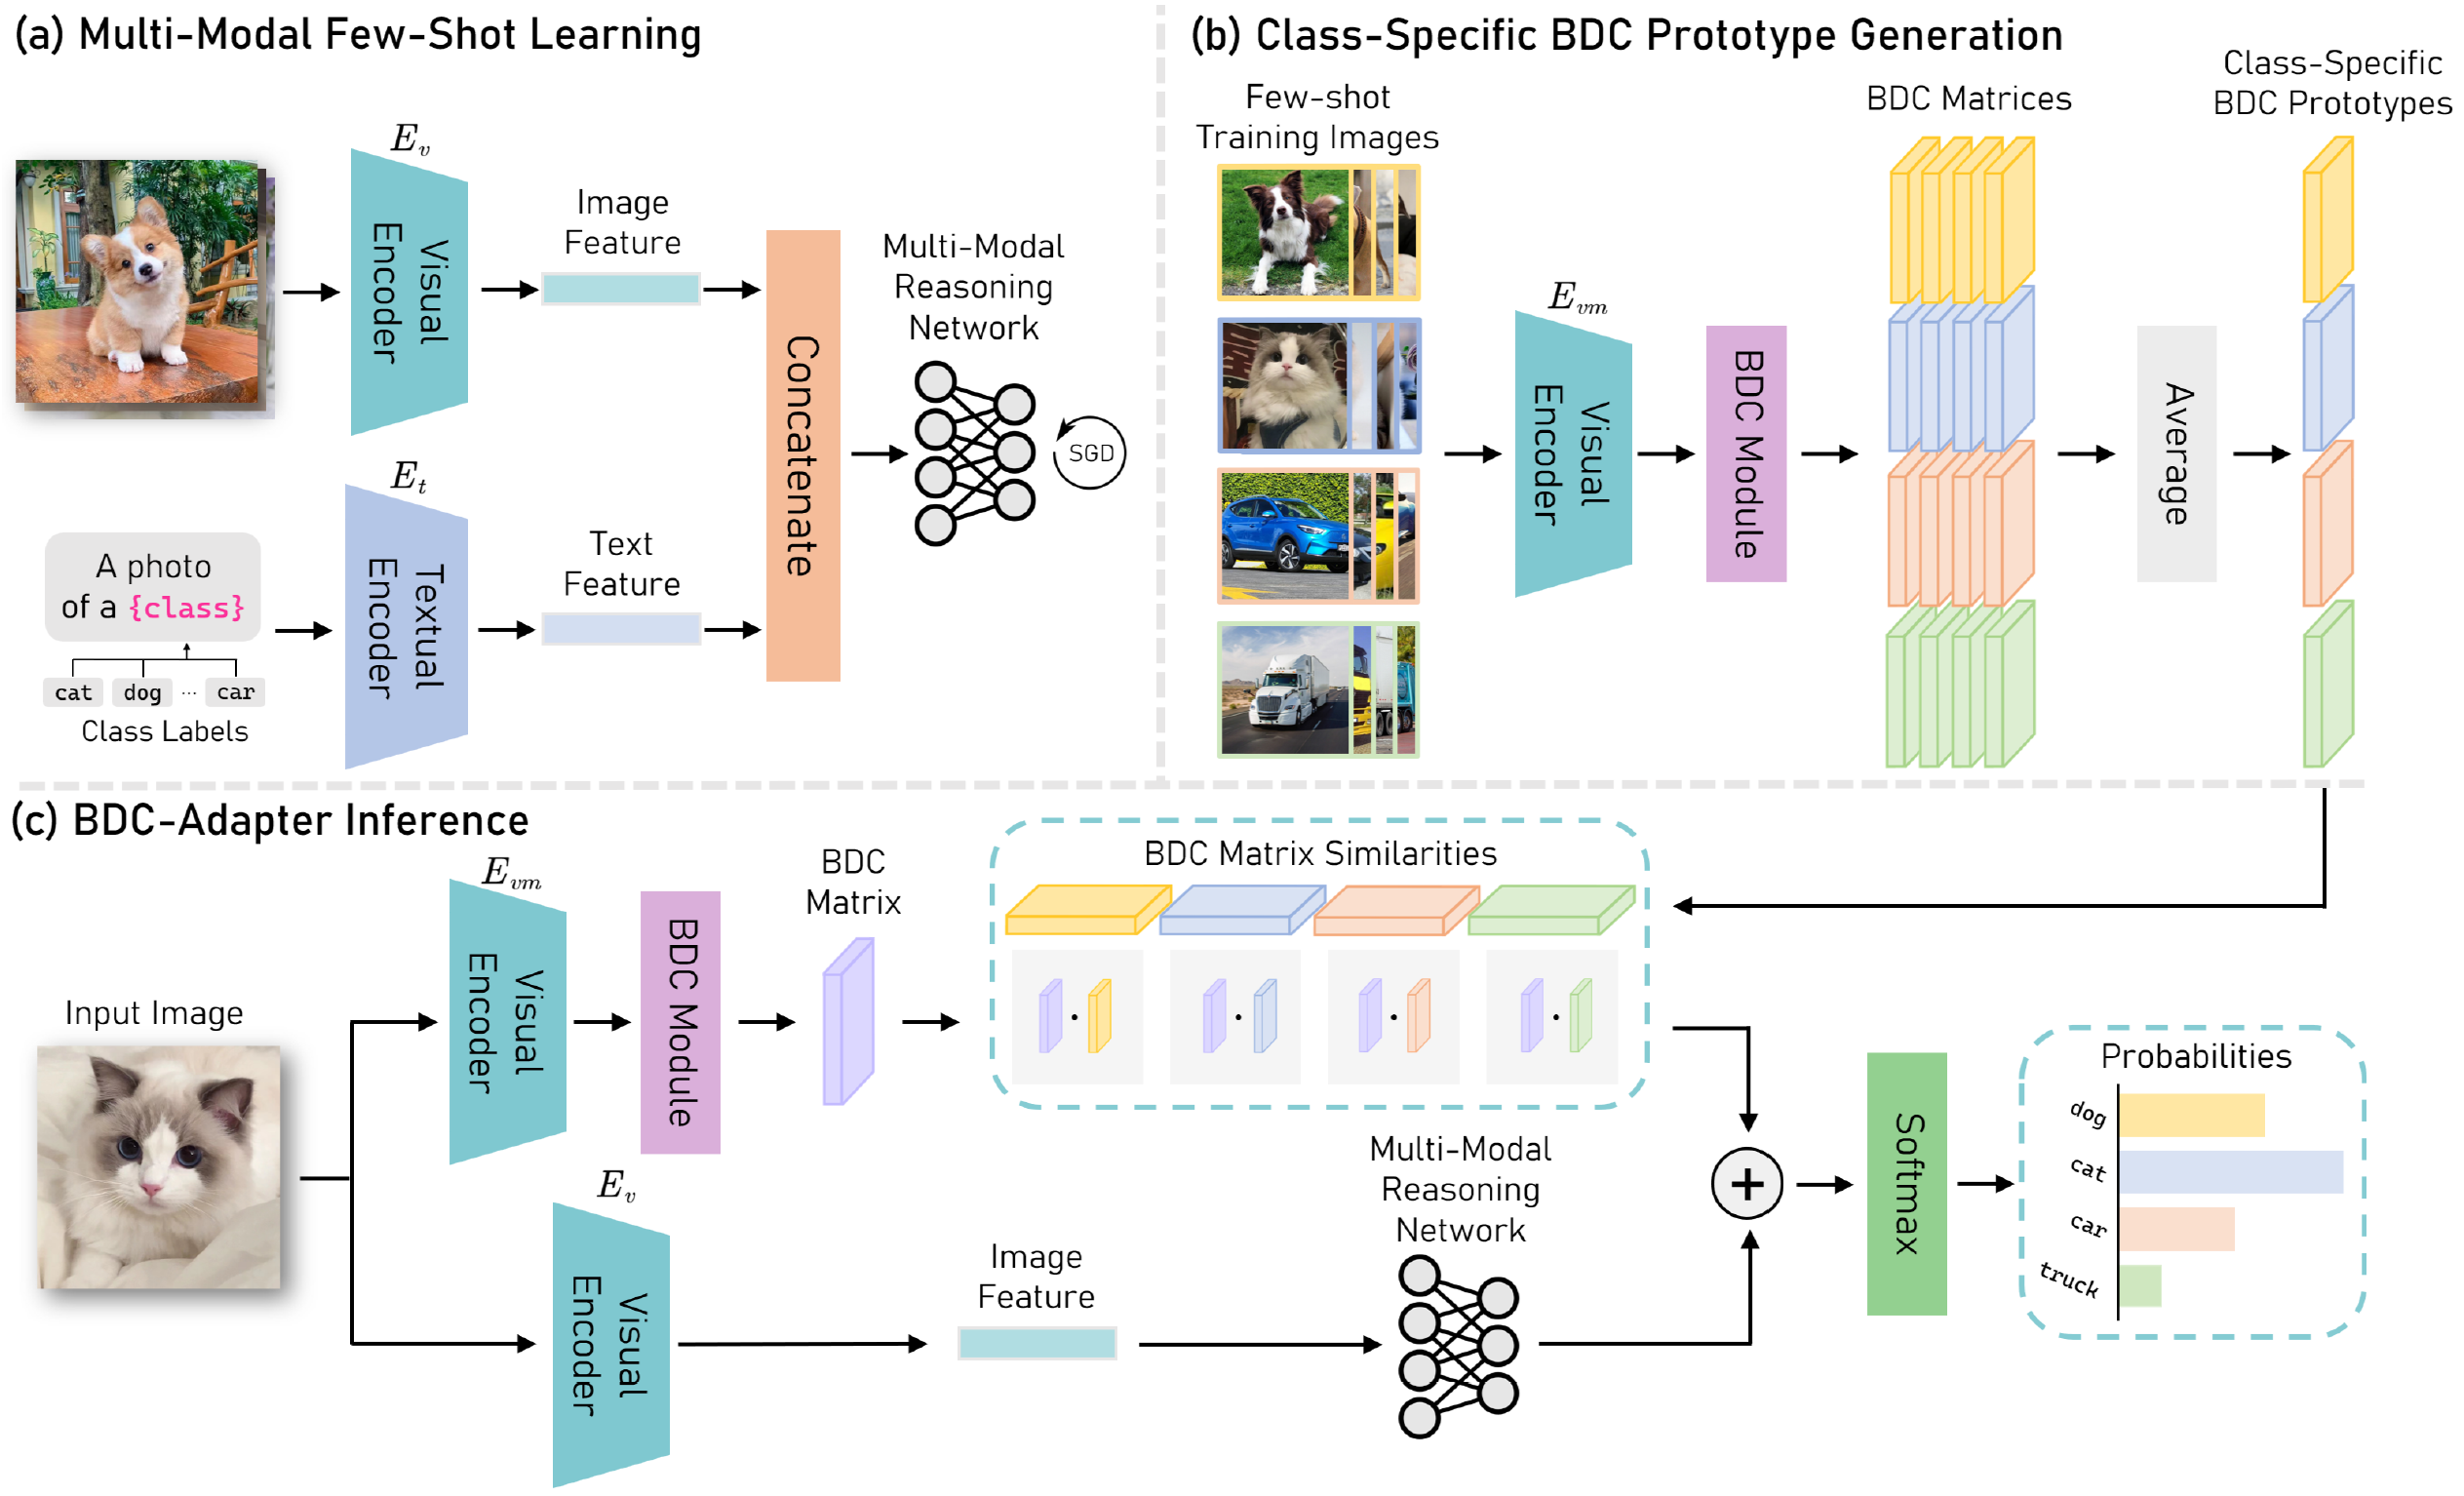 (a) Multi-Modal Few-Shot Learning
E_v
Visual
Encoder
Image
Feature
Multi-Modal
Reasoning
Network
Concatenate
SGD
E_t
A photo
of a {class}
cat dog ... car
Class Labels
Textual
Encoder
Text
Feature
(b) Class-Specific BDC Prototype Generation
Few-shot
Training Images
E_vm
Visual
Encoder
BDC Module
BDC Matrices
Average
Class-Specific
BDC Prototypes
(c) BDC-Adapter Inference
Input Image
E_vm
Visual
Encoder
BDC Module
BDC
Matrix
BDC Matrix Similarities
E_v
Visual
Encoder
Image
Feature
Multi-Modal
Reasoning
Network
+
Softmax
Probabilities
dog
cat
car
truck